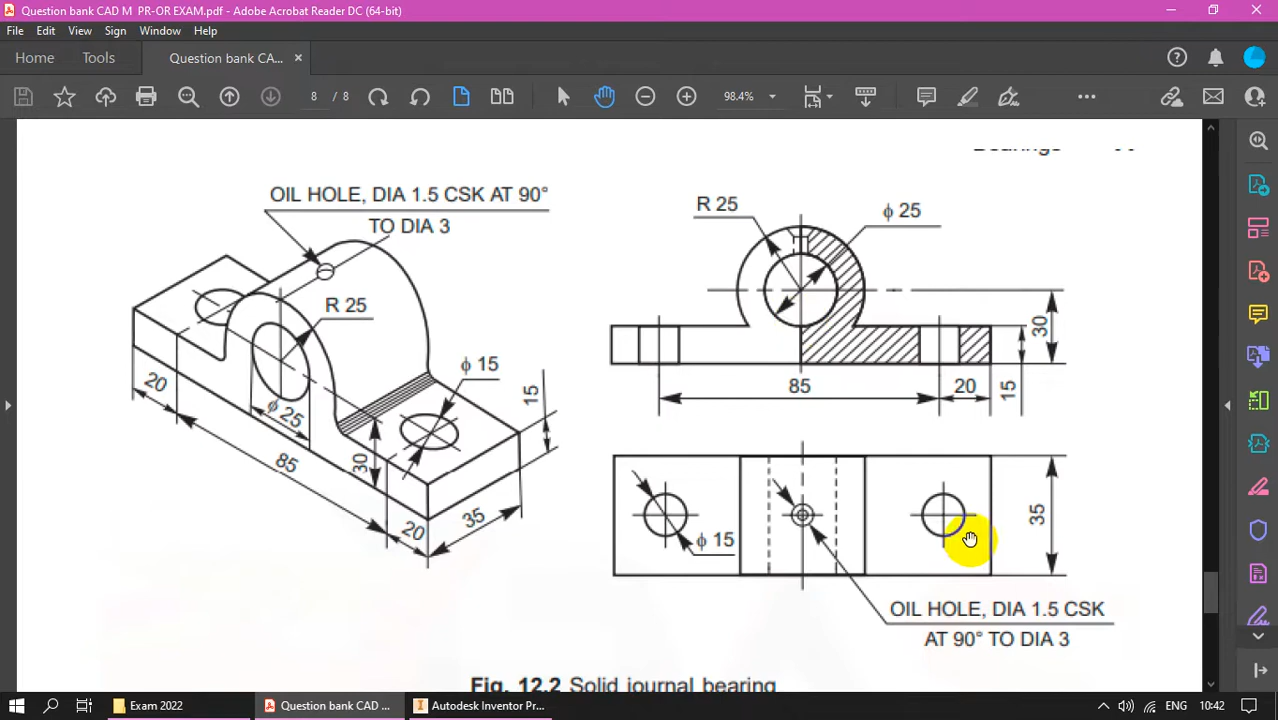 Question bank CAD M PR-OR EXAM.pdf - Adobe Acrobat Reader DC (64-bit)
File Edit View Sign Window Help
Home Tools Question bank CA...
8 / 8 98.4%
OIL HOLE, DIA 1.5 CSK AT 90°
TO DIA 3
R 25
ϕ 15
15
20
ϕ 25
30
85
20
35
R 25
ϕ 25
30
85
20
15
ϕ 15
35
OIL HOLE, DIA 1.5 CSK
AT 90° TO DIA 3
Fig. 12.2 Solid journal bearing
Exam 2022 Question bank CAD ... Autodesk Inventor Pr... ENG 10:42